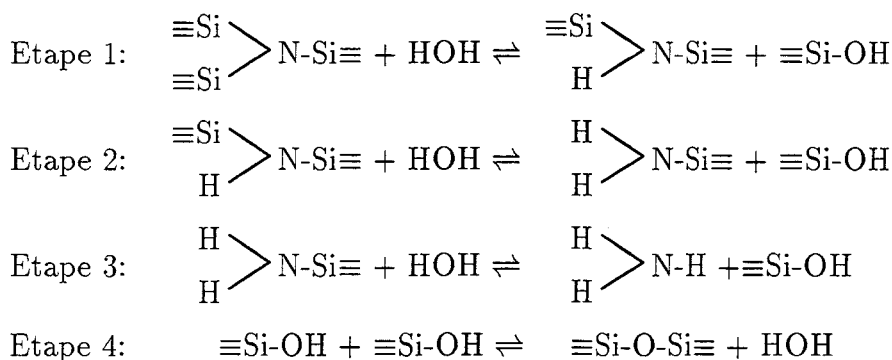 Etape 1: ≡Si ≡Si N-Si≡ + HOH ⇌ ≡Si H N-Si≡ + ≡Si-OH
Etape 2: ≡Si H N-Si≡ + HOH ⇌ H H N-Si≡ + ≡Si-OH
Etape 3: H H N-Si≡ + HOH ⇌ H H N-H +≡Si-OH
Etape 4: ≡Si-OH + ≡Si-OH ⇌ ≡Si-O-Si≡ + HOH